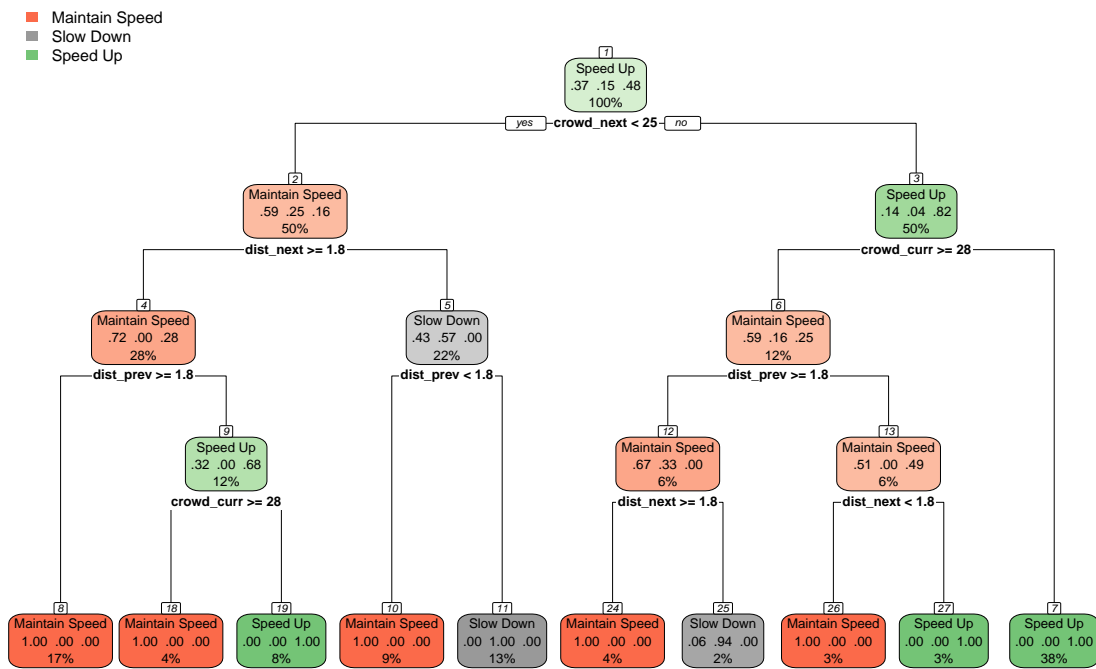 Maintain Speed
Slow Down
Speed Up
1
Speed Up
.37 .15 .48
100%
yes crowd_next < 25 no
2
Maintain Speed
.59 .25 .16
50%
dist_next >= 1.8
3
Speed Up
.14 .04 .82
50%
crowd_curr >= 28
4
Maintain Speed
.72 .00 .28
28%
dist_prev >= 1.8
5
Slow Down
.43 .57 .00
22%
dist_prev < 1.8
6
Maintain Speed
.59 .16 .25
12%
dist_prev >= 1.8
9
Speed Up
.32 .00 .68
12%
crowd_curr >= 28
12
Maintain Speed
.67 .33 .00
6%
dist_next >= 1.8
13
Maintain Speed
.51 .00 .49
6%
dist_next < 1.8
8
Maintain Speed
1.00 .00 .00
17%
18
Maintain Speed
1.00 .00 .00
4%
19
Speed Up
.00 .00 1.00
8%
10
Maintain Speed
1.00 .00 .00
9%
11
Slow Down
.00 1.00 .00
13%
24
Maintain Speed
1.00 .00 .00
4%
25
Slow Down
.06 .94 .00
2%
26
Maintain Speed
1.00 .00 .00
3%
27
Speed Up
.00 .00 1.00
3%
7
Speed Up
.00 .00 1.00
38%